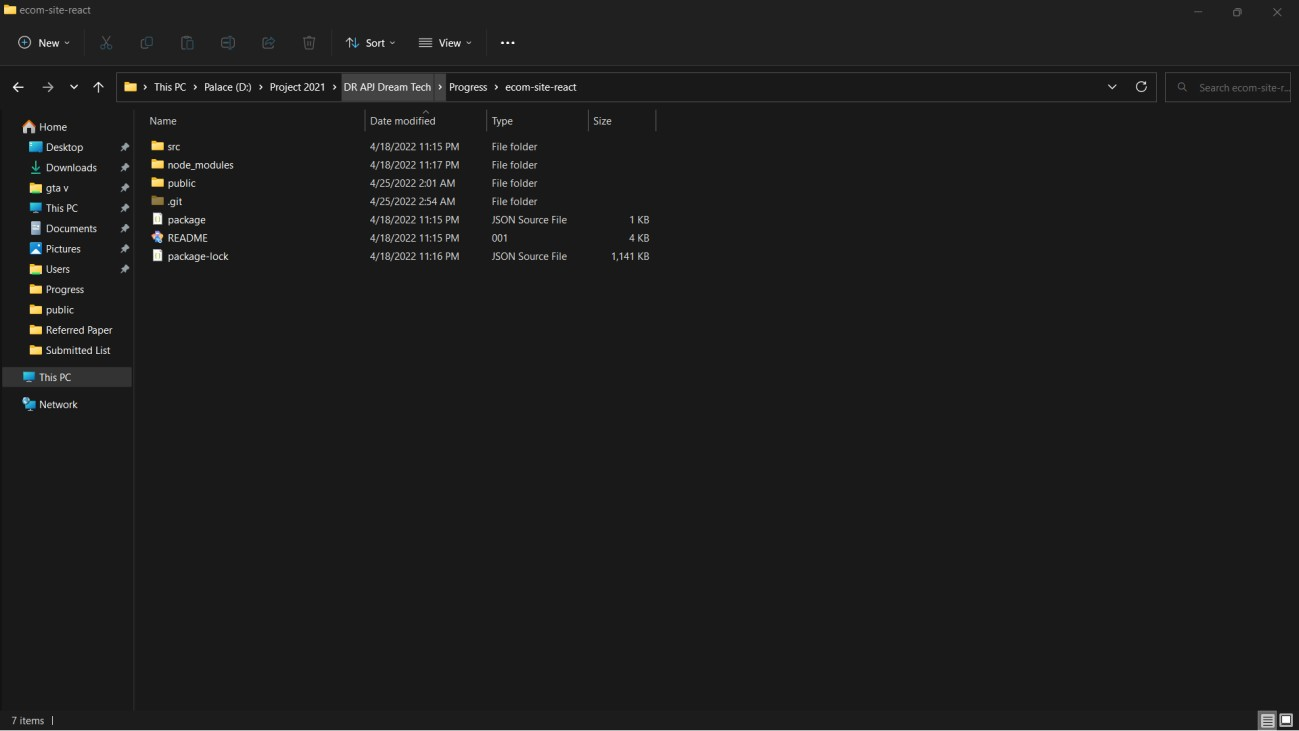 ecom-site-react
New Sort View
This PC Palace (D:) Project 2021 DR APJ Dream Tech Progress ecom-site-react Search ecom-site-r...
Home
Desktop
Downloads
gta v
This PC
Documents
Pictures
Users
Progress
public
Referred Paper
Submitted List
This PC
Network
Name Date modified Type Size
src 4/18/2022 11:15 PM File folder
node_modules 4/18/2022 11:17 PM File folder
public 4/25/2022 2:01 AM File folder
.git 4/25/2022 2:54 AM File folder
package 4/18/2022 11:15 PM JSON Source File 1 KB
README 4/18/2022 11:15 PM 001 4 KB
package-lock 4/18/2022 11:16 PM JSON Source File 1,141 KB
7 items